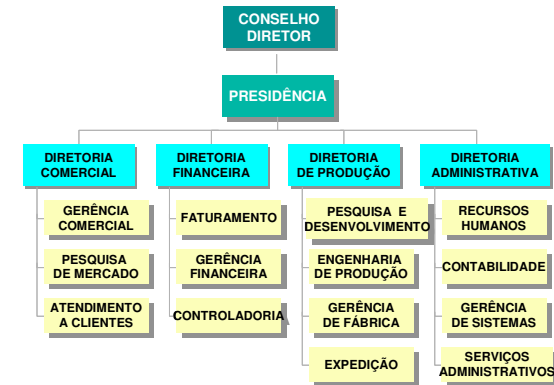 CONSELHO
DIRETOR
PRESIDÊNCIA
DIRETORIA
COMERCIAL
DIRETORIA
FINANCEIRA
DIRETORIA
DE PRODUÇÃO
DIRETORIA
ADMINISTRATIVA
GERÊNCIA
COMERCIAL
PESQUISA
DE MERCADO
ATENDIMENTO
A CLIENTES
FATURAMENTO
GERÊNCIA
FINANCEIRA
CONTROLADORIA
PESQUISA E
DESENVOLVIMENTO
ENGENHARIA
DE PRODUÇÃO
GERÊNCIA
DE FÁBRICA
EXPEDIÇÃO
RECURSOS
HUMANOS
CONTABILIDADE
GERÊNCIA
DE SISTEMAS
SERVIÇOS
ADMINISTRATIVOS